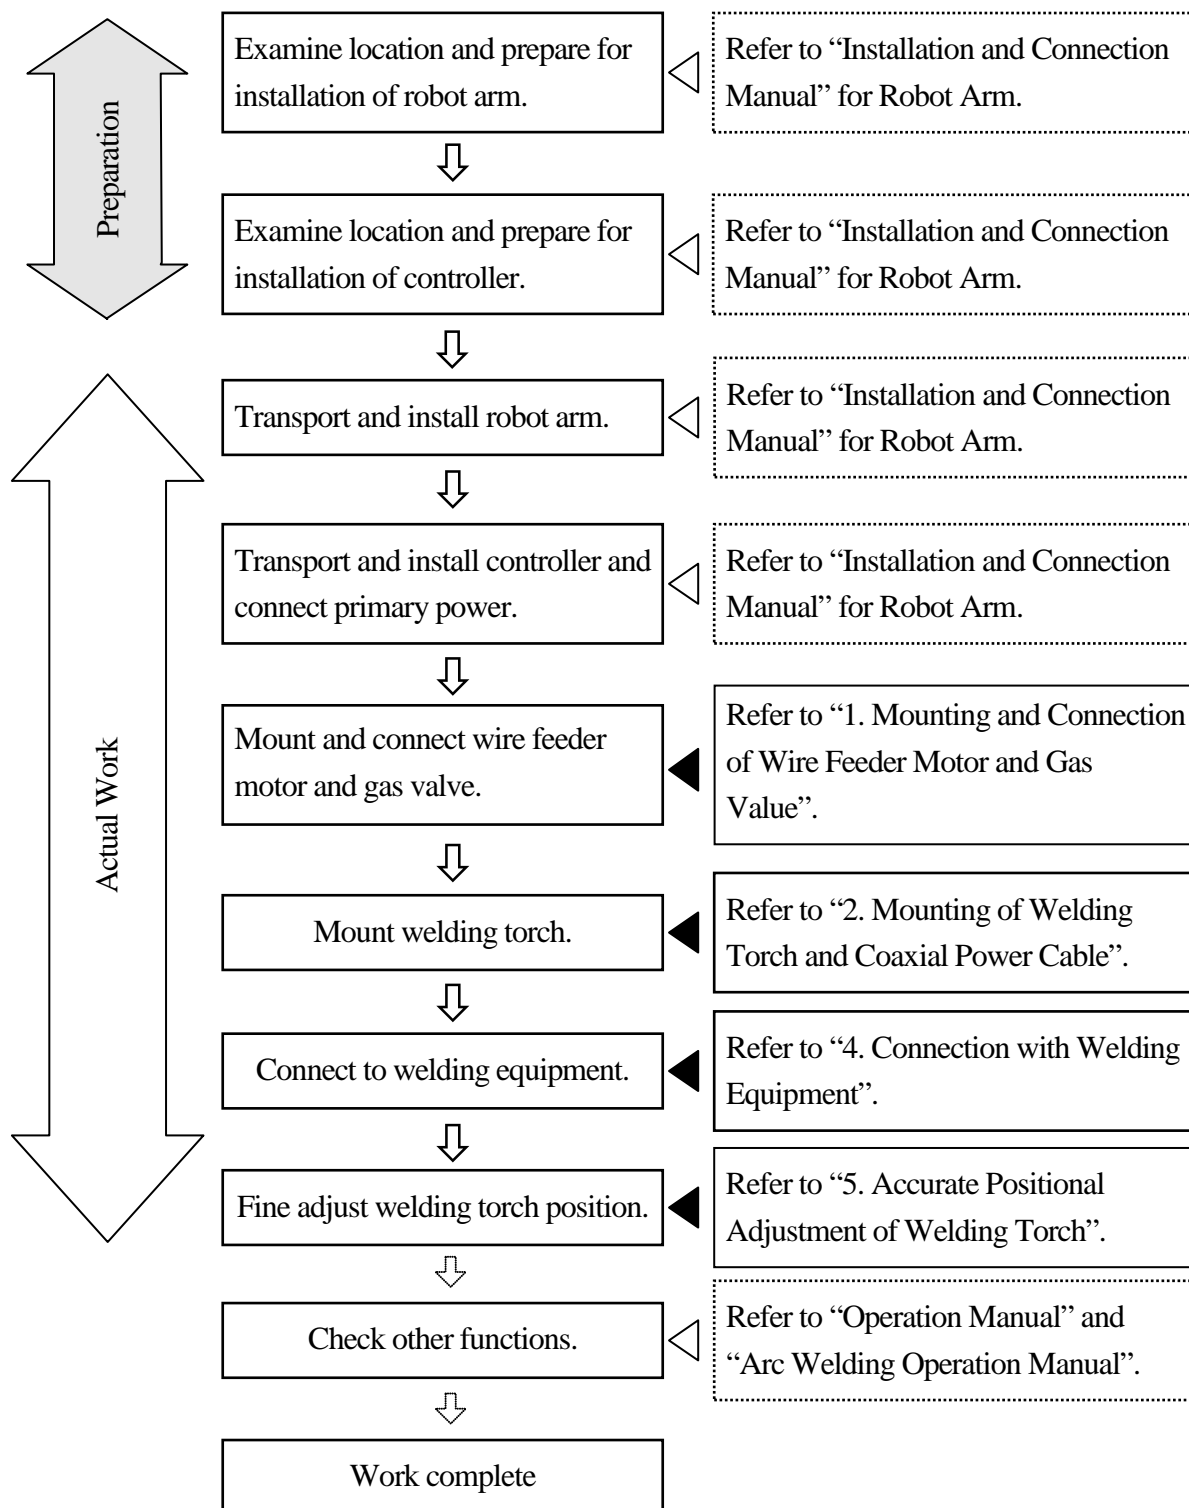 Preparation
Examine location and prepare for
installation of robot arm.
Refer to “Installation and Connection
Manual” for Robot Arm.
Examine location and prepare for
installation of controller.
Refer to “Installation and Connection
Manual” for Robot Arm.
Actual Work
Transport and install robot arm.
Refer to “Installation and Connection
Manual” for Robot Arm.
Transport and install controller and
connect primary power.
Refer to “Installation and Connection
Manual” for Robot Arm.
Mount and connect wire feeder
motor and gas valve.
Refer to “1. Mounting and Connection
of Wire Feeder Motor and Gas
Value”.
Mount welding torch.
Refer to “2. Mounting of Welding
Torch and Coaxial Power Cable”.
Connect to welding equipment.
Refer to “4. Connection with Welding
Equipment”.
Fine adjust welding torch position.
Refer to “5. Accurate Positional
Adjustment of Welding Torch”.
Check other functions.
Refer to “Operation Manual” and
“Arc Welding Operation Manual”.
Work complete